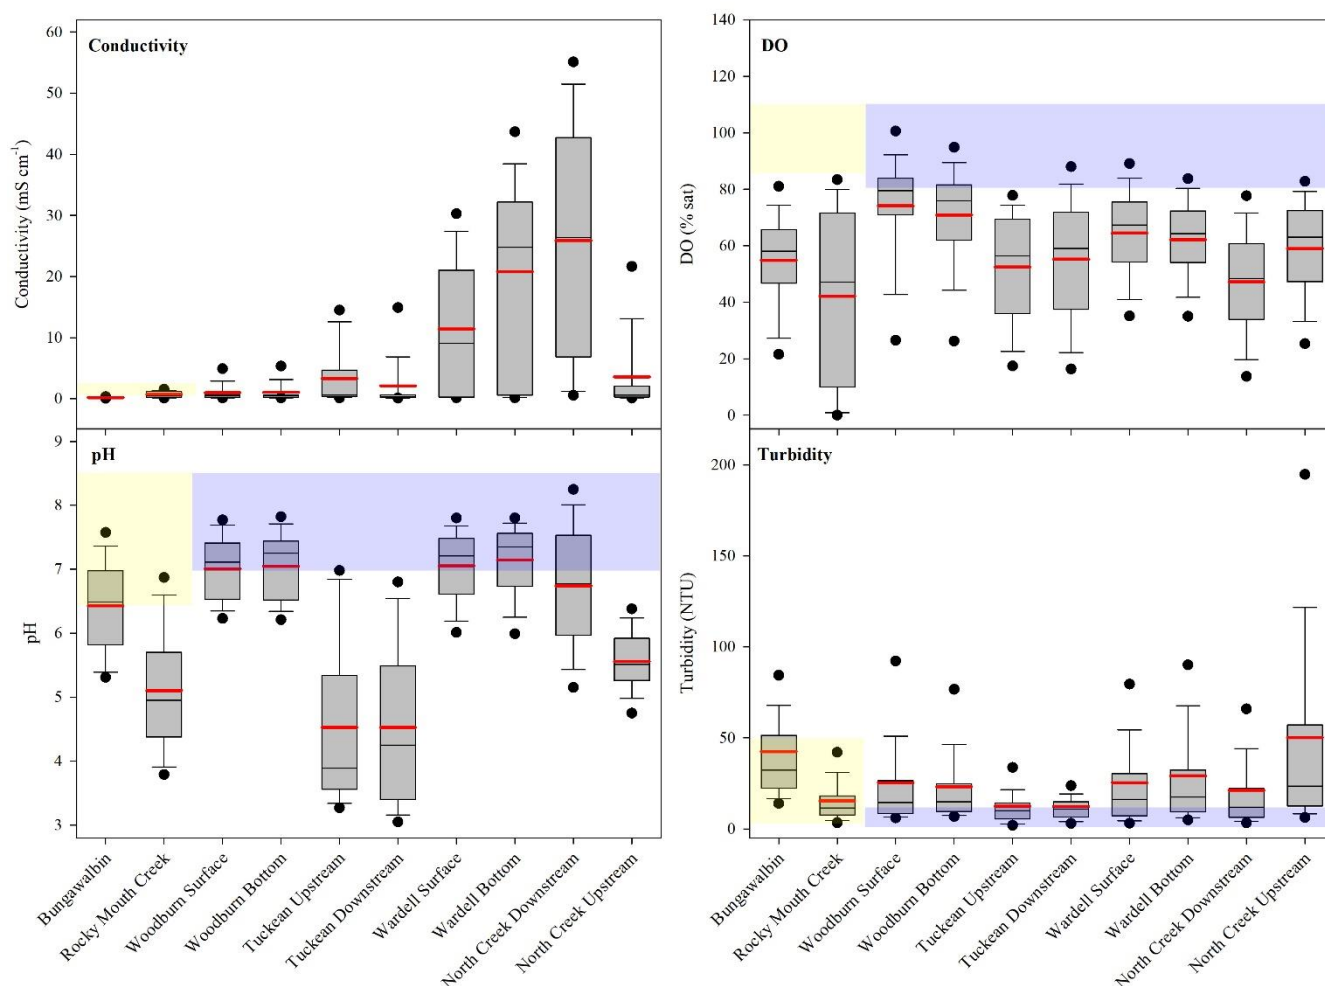 Conductivity
60
50
40
30
20
10
0
Conductivity (mS cm⁻¹)
DO
140
120
100
80
60
40
20
0
DO (% sat)
pH
9
8
7
6
5
4
3
pH
Turbidity
200
150
100
50
0
Turbidity (NTU)
Bungawalbin
Rocky Mouth Creek
Woodburn Surface
Woodburn Bottom
Tuckean Upstream
Tuckean Downstream
Wardell Surface
Wardell Bottom
North Creek Downstream
North Creek Upstream
Bungawalbin
Rocky Mouth Creek
Woodburn Surface
Woodburn Bottom
Tuckean Upstream
Tuckean Downstream
Wardell Surface
Wardell Bottom
North Creek Downstream
North Creek Upstream